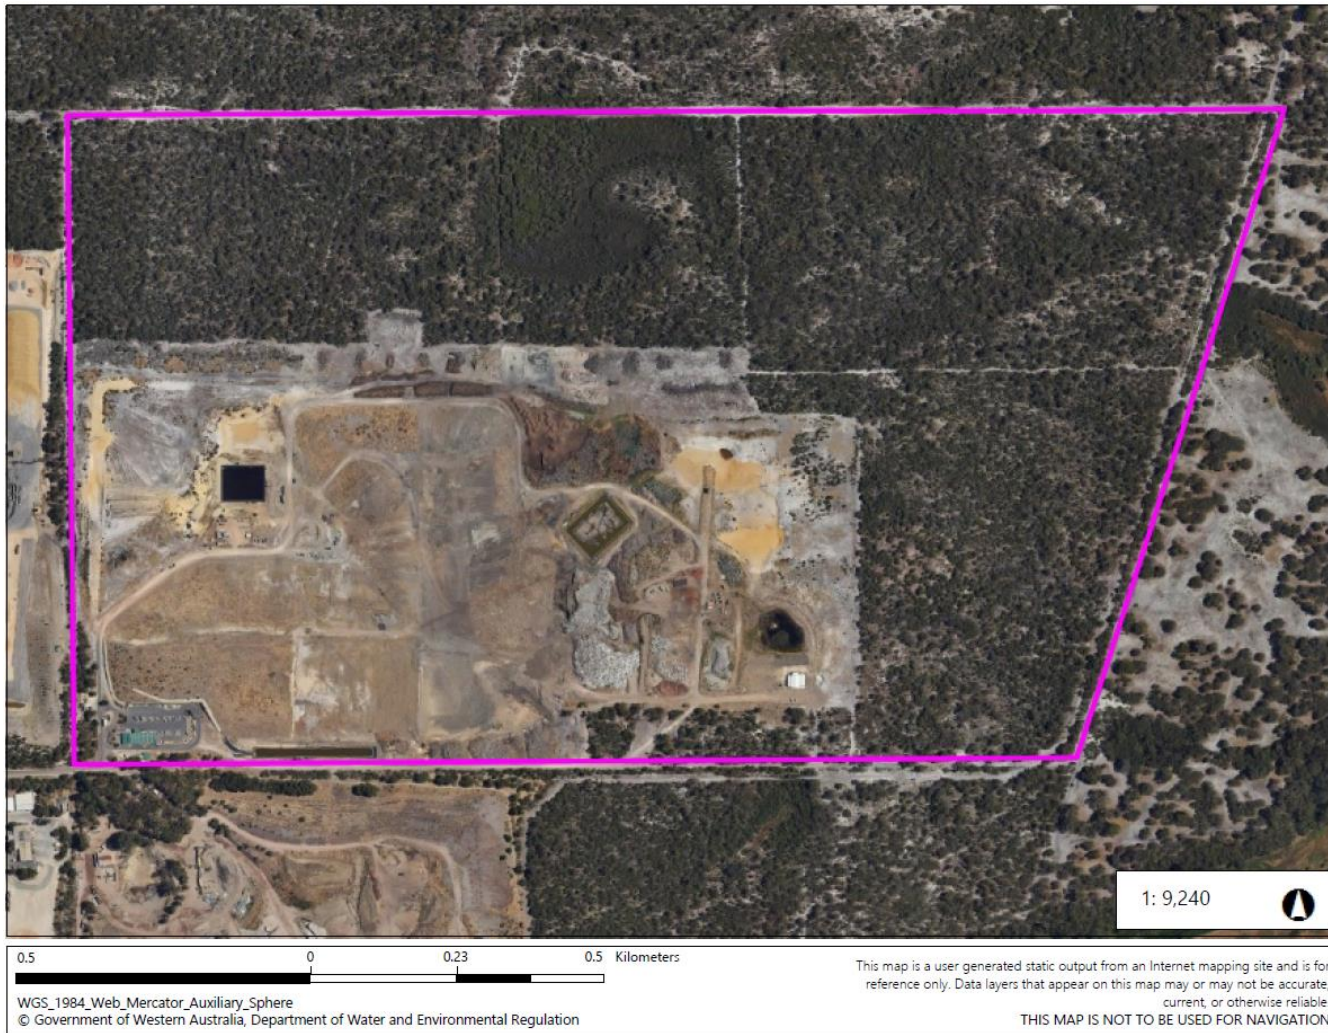 1: 9,240
0.5 0 0.23 0.5 Kilometers
WGS_1984_Web_Mercator_Auxiliary_Sphere
© Government of Western Australia, Department of Water and Environmental Regulation
This map is a user generated static output from an Internet mapping site and is for
reference only. Data layers that appear on this map may or may not be accurate,
current, or otherwise reliable.
THIS MAP IS NOT TO BE USED FOR NAVIGATION